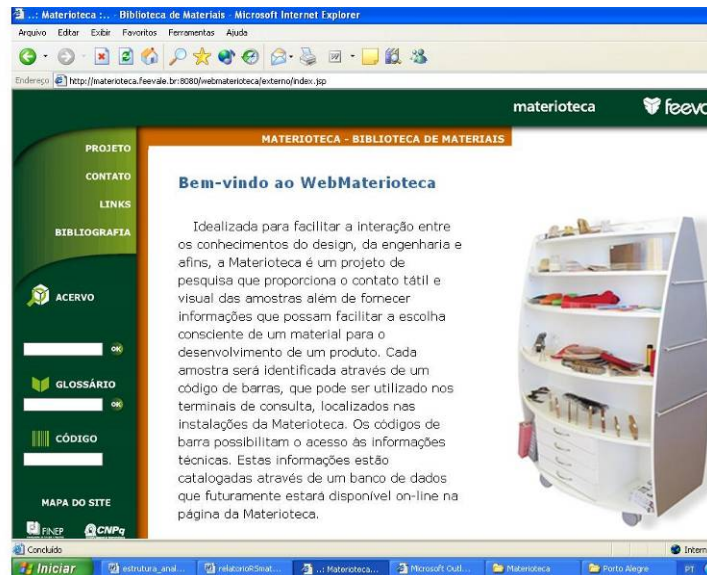 ..: Materioteca :.. - Biblioteca de Materiais - Microsoft Internet Explorer
Arquivo Editar Exibir Favoritos Ferramentas Ajuda
Endereço http://materioteca.feevale.br:8080/webmaterioteca/externo/index.jsp
materioteca feeva
MATERIOTECA - BIBLIOTECA DE MATERIAIS
PROJETO
CONTATO
LINKS
BIBLIOGRAFIA
ACERVO
OK
GLOSSÁRIO
OK
CÓDIGO
MAPA DO SITE
FINEP CNPq
Bem-vindo ao WebMaterioteca
Idealizada para facilitar a interação entre
os conhecimentos do design, da engenharia e
afins, a Materioteca é um projeto de
pesquisa que proporciona o contato tátil e
visual das amostras além de fornecer
informações que possam facilitar a escolha
consciente de um material para o
desenvolvimento de um produto. Cada
amostra será identificada através de um
código de barras, que pode ser utilizado nos
terminais de consulta, localizados nas
instalações da Materioteca. Os códigos de
barra possibilitam o acesso às informações
técnicas. Estas informações estão
catalogadas através de um banco de dados
que futuramente estará disponível on-line na
página da Materioteca.
Concluído Intern
Iniciar estrutura_anal... relatorioRSmat... ..: Materioteca... Microsoft Outl... Materioteca Porto Alegre PT